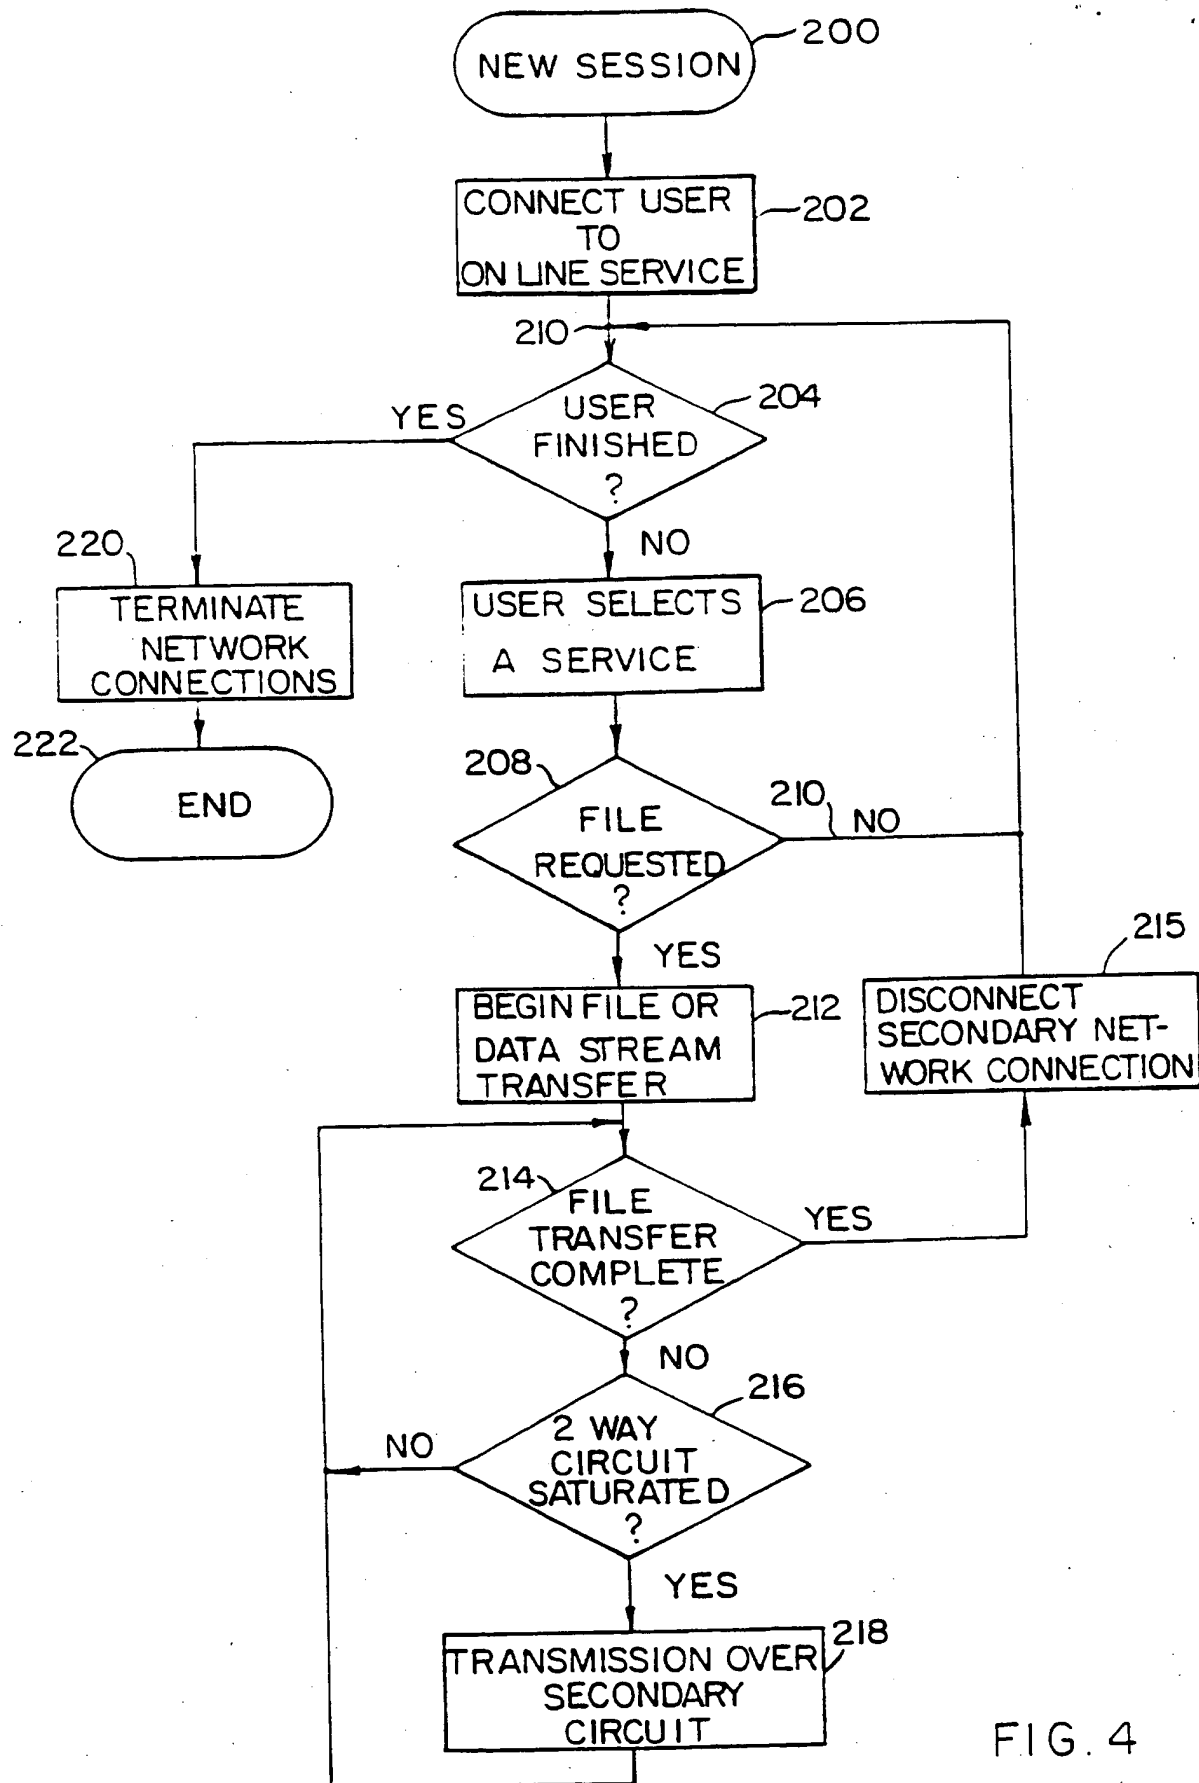 200
NEW SESSION
CONNECT USER
TO
ON LINE SERVICE
202
210
YES
USER
FINISHED
?
204
NO
220
TERMINATE
NETWORK
CONNECTIONS
USER SELECTS
A SERVICE
206
222
END
208
FILE
REQUESTED
?
210
NO
YES
215
BEGIN FILE OR
DATA STREAM
TRANSFER
212
DISCONNECT
SECONDARY NET-
WORK CONNECTION
214
FILE
TRANSFER
COMPLETE
?
YES
NO
216
2 WAY
CIRCUIT
SATURATED
?
NO
YES
218
TRANSMISSION OVER
SECONDARY
CIRCUIT
FIG. 4